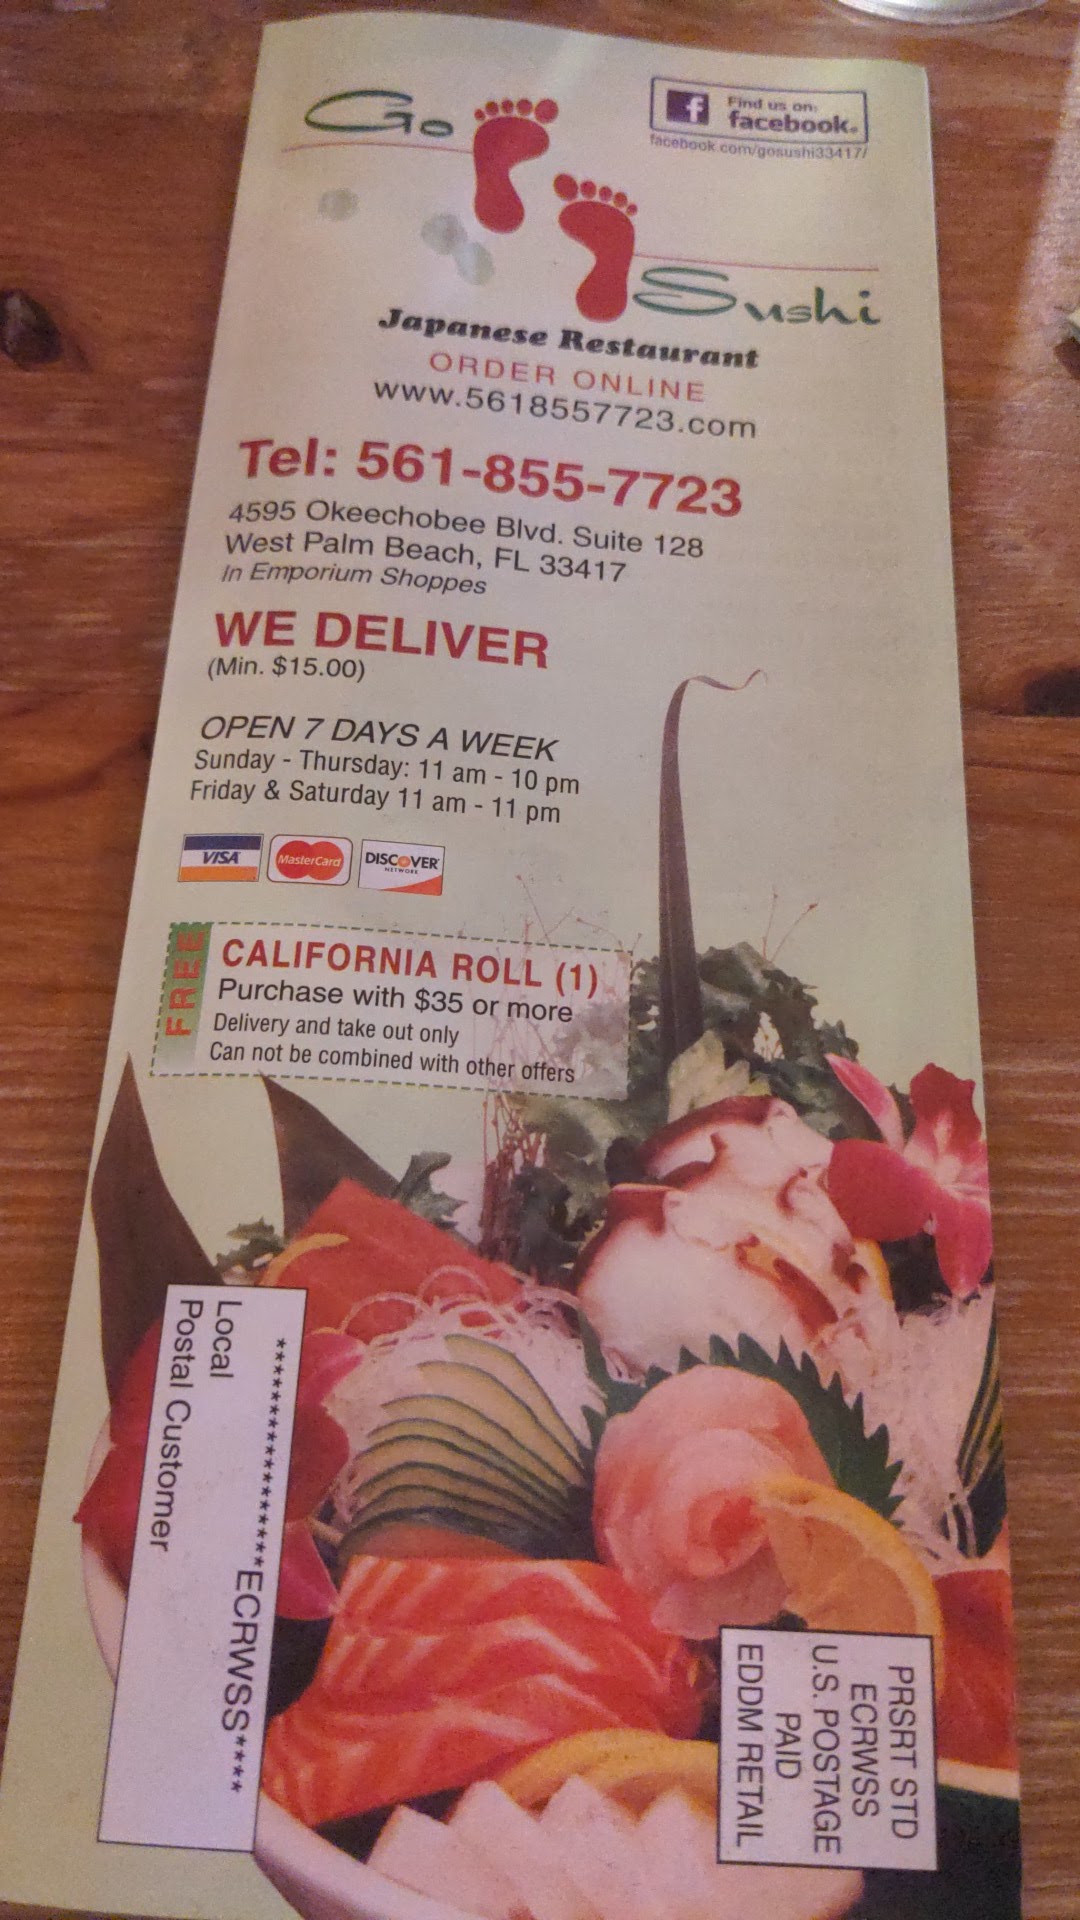 Go
Sushi
Find us on:
facebook.
facebook.com/gosushi33417/
Japanese Restaurant
ORDER ONLINE
www.5618557723.com
Tel: 561-855-7723
4595 Okeechobee Blvd. Suite 128
West Palm Beach, FL 33417
In Emporium Shoppes
WE DELIVER
(Min. $15.00)
OPEN 7 DAYS A WEEK
Sunday - Thursday: 11 am - 10 pm
Friday & Saturday 11 am - 11 pm
VISA
MasterCard
DISCOVER
NETWORK
FREE
CALIFORNIA ROLL (1)
Purchase with $35 or more
Delivery and take out only
Can not be combined with other offers
********************ECRWSS****
Local
Postal Customer
PRSRT STD
ECRWSS
U.S. POSTAGE
PAID
EDDM RETAIL